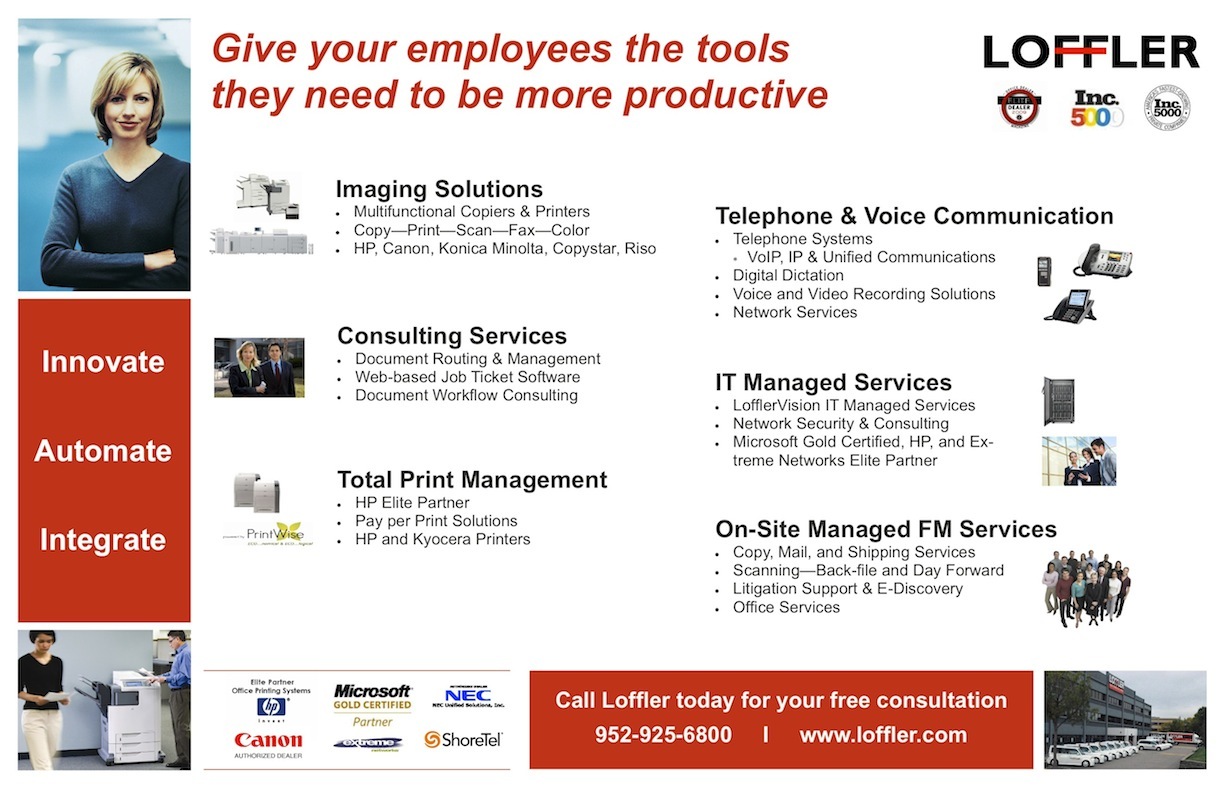 Give your employees the tools
they need to be more productive
LOFFLER
ELITE
DEALER
Inc.
5000
Inc.
5000
Innovate
Automate
Integrate
Imaging Solutions
• Multifunctional Copiers & Printers
• Copy—Print—Scan—Fax—Color
• HP, Canon, Konica Minolta, Copystar, Riso
Consulting Services
• Document Routing & Management
• Web-based Job Ticket Software
• Document Workflow Consulting
Total Print Management
• HP Elite Partner
• Pay per Print Solutions
• HP and Kyocera Printers
powered by PrintWise
Telephone & Voice Communication
• Telephone Systems
• VoIP, IP & Unified Communications
• Digital Dictation
• Voice and Video Recording Solutions
• Network Services
IT Managed Services
• LofflerVision IT Managed Services
• Network Security & Consulting
• Microsoft Gold Certified, HP, and Ex-
treme Networks Elite Partner
On-Site Managed FM Services
• Copy, Mail, and Shipping Services
• Scanning—Back-file and Day Forward
• Litigation Support & E-Discovery
• Office Services
Elite Partner
Office Printing Systems
hp
invent
Microsoft
GOLD CERTIFIED
Partner
NEC
NEC Unified Solutions, Inc.
Canon
AUTHORIZED DEALER
extreme
ShoreTel
Call Loffler today for your free consultation
952-925-6800 I www.loffler.com
LOFFLER